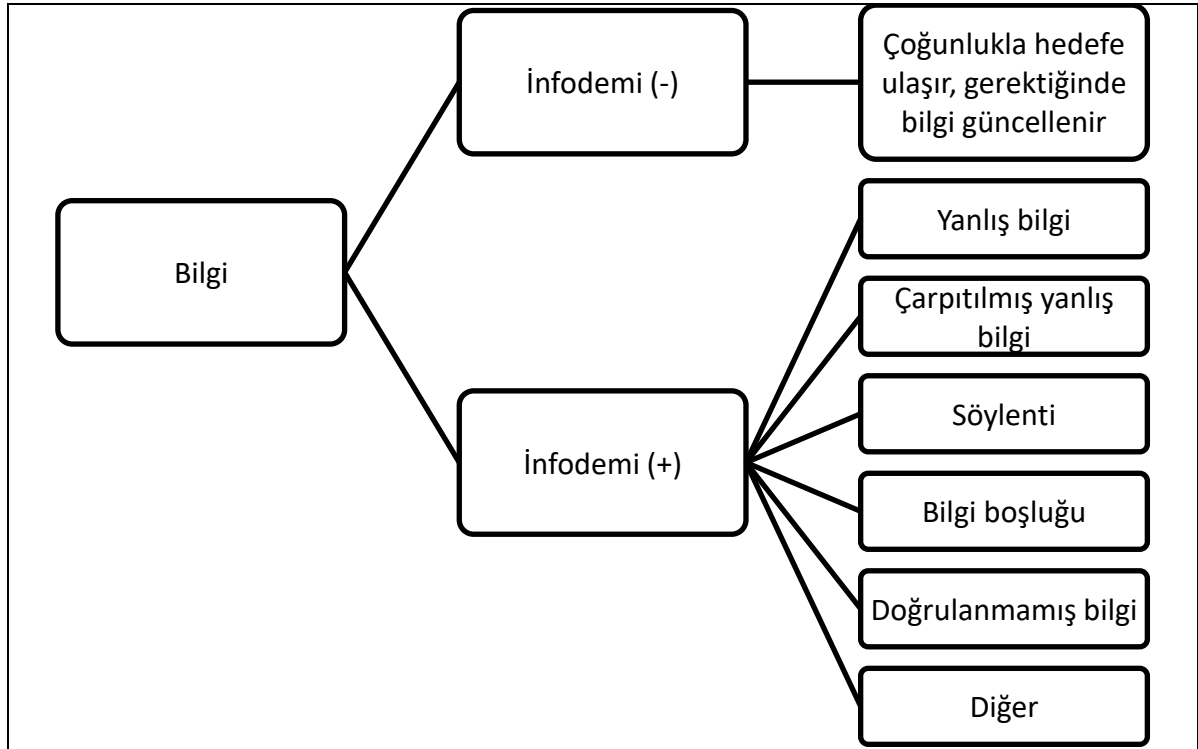 Bilgi
İnfodemi (-)
Çoğunlukla hedefe
ulaşır, gerektiğinde
bilgi güncellenir
İnfodemi (+)
Yanlış bilgi
Çarpıtılmış yanlış
bilgi
Söylenti
Bilgi boşluğu
Doğrulanmamış bilgi
Diğer